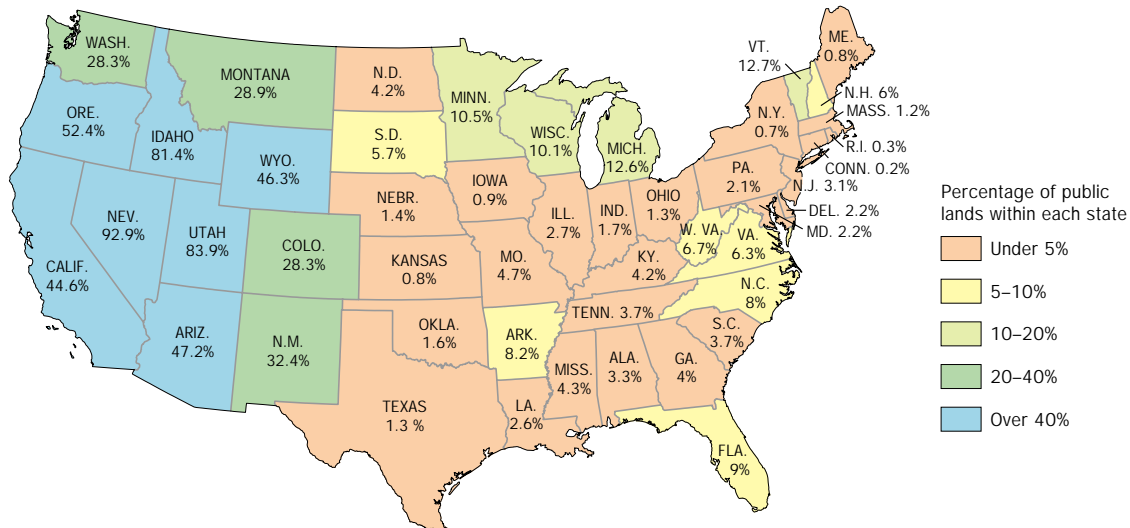 WASH.
28.3%
MONTANA
28.9%
N.D.
4.2%
MINN.
10.5%
WISC.
10.1%
MICH.
12.6%
VT.
12.7%
ME.
0.8%
N.H. 6%
MASS. 1.2%
N.Y.
0.7%
R.I. 0.3%
CONN. 0.2%
ORE.
52.4%
IDAHO
81.4%
WYO.
46.3%
S.D.
5.7%
IOWA
0.9%
NEBR.
1.4%
ILL.
2.7%
IND.
1.7%
OHIO
1.3%
PA.
2.1%
N.J. 3.1%
DEL. 2.2%
MD. 2.2%
W. VA.
6.7%
VA.
6.3%
CALIF.
44.6%
NEV.
92.9%
UTAH
83.9%
COLO.
28.3%
KANSAS
0.8%
MO.
4.7%
KY.
4.2%
N.C.
8%
TENN. 3.7%
ARIZ.
47.2%
N.M.
32.4%
OKLA.
1.6%
ARK.
8.2%
S.C.
3.7%
MISS.
4.3%
ALA.
3.3%
GA.
4%
TEXAS
1.3 %
LA.
2.6%
FLA.
9%
Percentage of public
lands within each state
Under 5%
5–10%
10–20%
20–40%
Over 40%